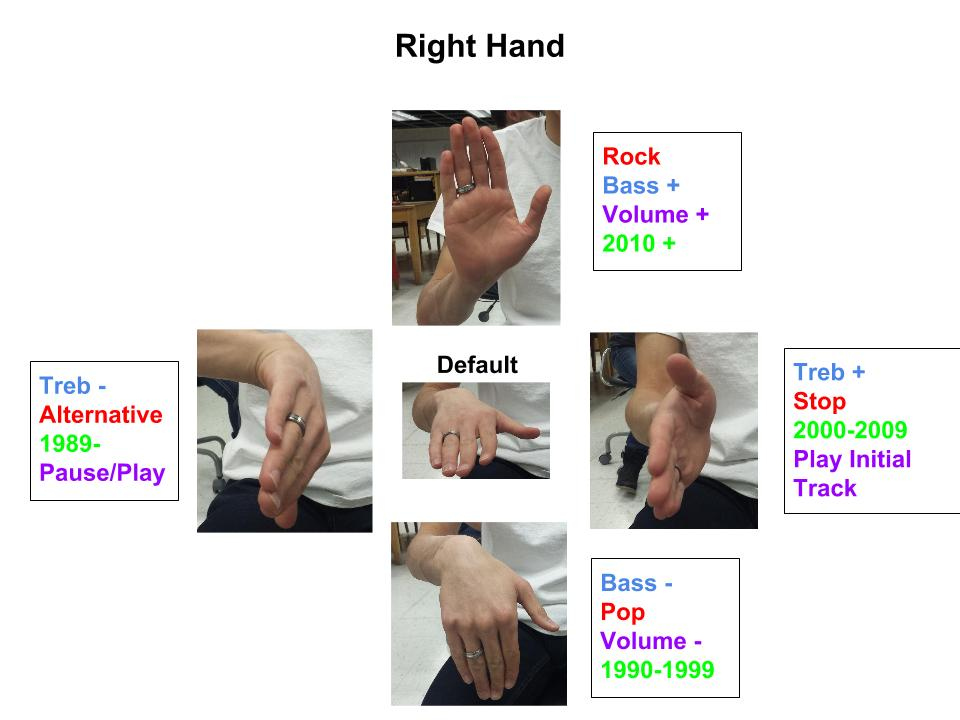 Right Hand
Rock
Bass +
Volume +
2010 +
Treb -
Alternative
1989-
Pause/Play
Default
Treb +
Stop
2000-2009
Play Initial
Track
Bass -
Pop
Volume -
1990-1999